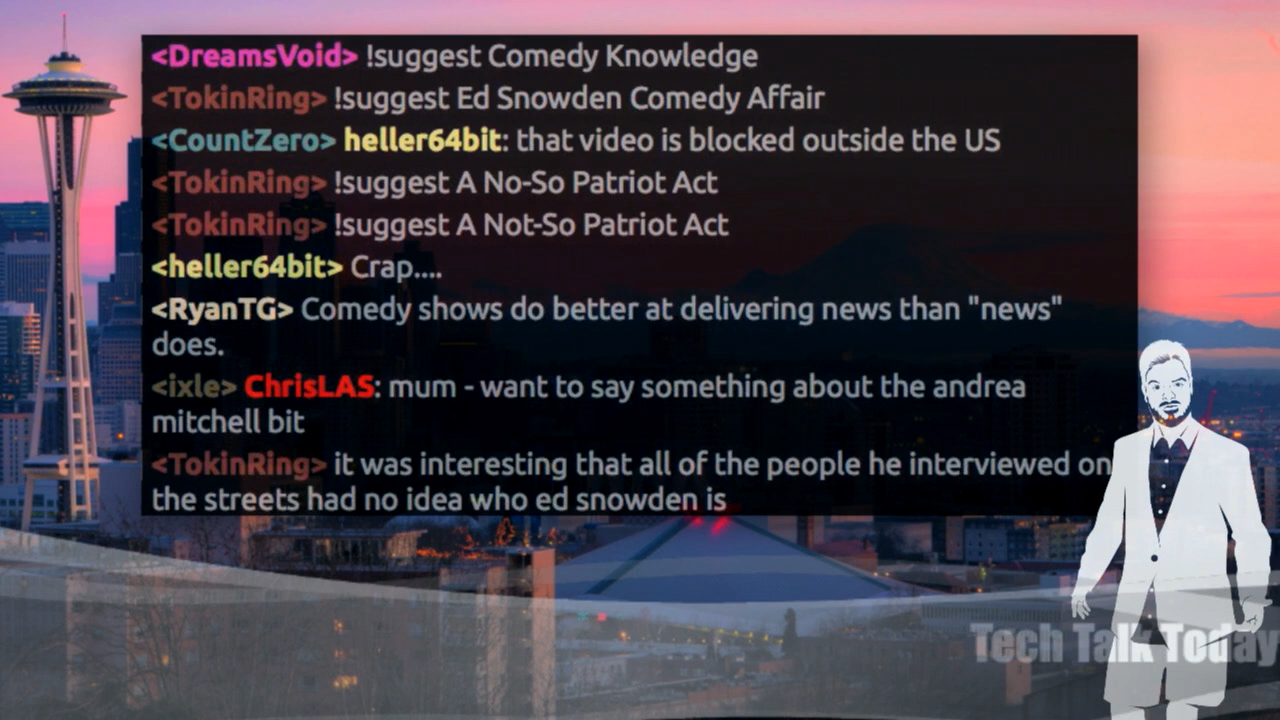 <DreamsVoid> !suggest Comedy Knowledge
<TokinRing> !suggest Ed Snowden Comedy Affair
<CountZero> heller64bit: that video is blocked outside the US
<TokinRing> !suggest A No-So Patriot Act
<TokinRing> !suggest A Not-So Patriot Act
<heller64bit> Crap....
<RyanTG> Comedy shows do better at delivering news than "news"
does.
<ixle> ChrisLAS: mum - want to say something about the andrea
mitchell bit
<TokinRing> it was interesting that all of the people he interviewed on
the streets had no idea who ed snowden is
Tech Talk Today